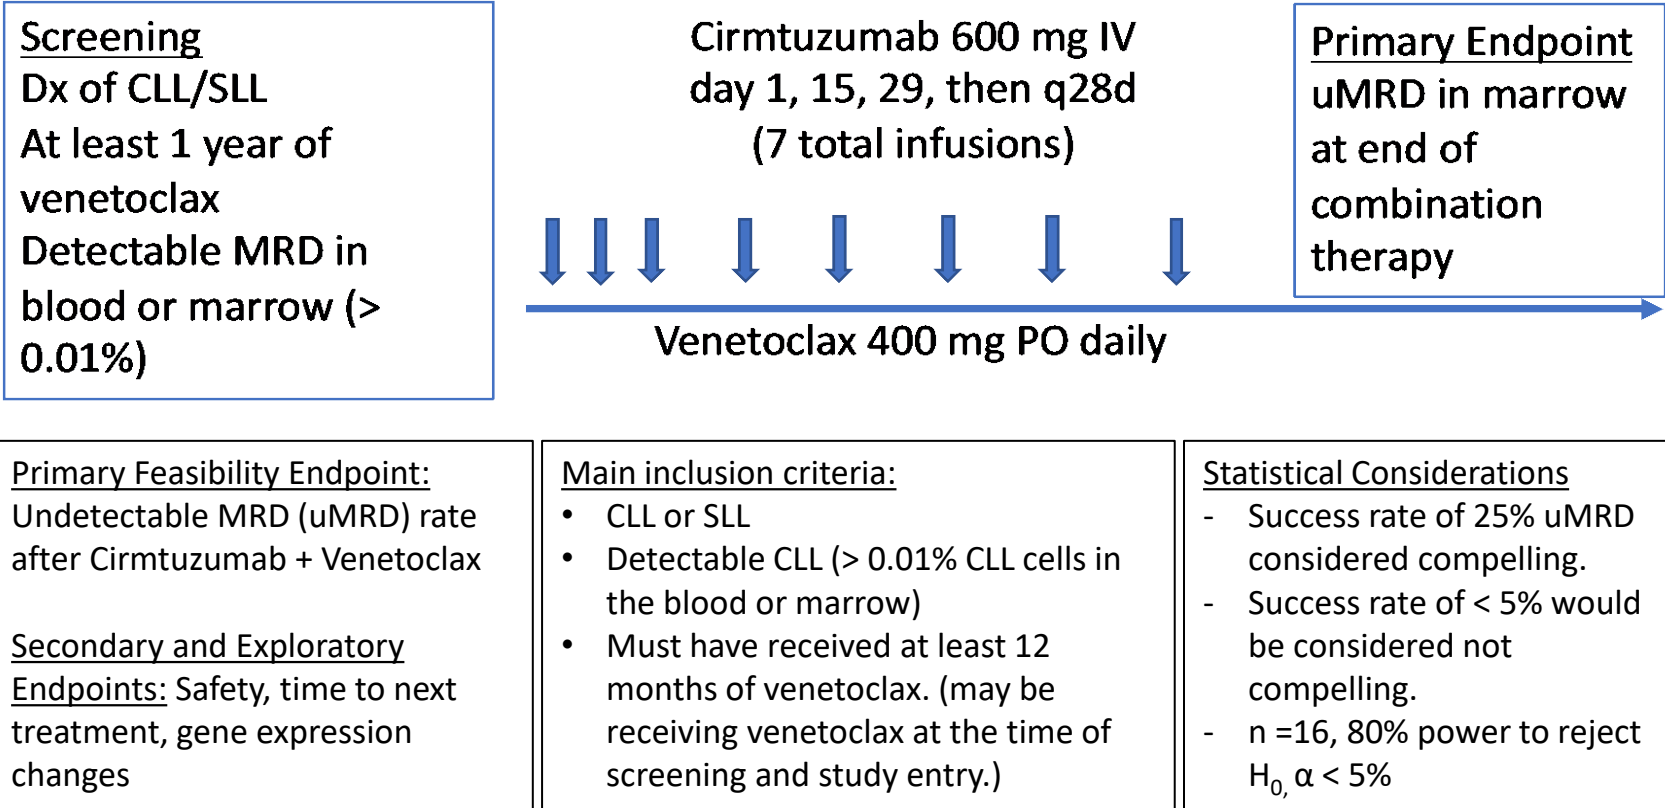 Screening
Dx of CLL/SLL
At least 1 year of
venetoclax
Detectable MRD in
blood or marrow (>
0.01%)
Cirmtuzumab 600 mg IV
day 1, 15, 29, then q28d
(7 total infusions)
Venetoclax 400 mg PO daily
Primary Endpoint
uMRD in marrow
at end of
combination
therapy
Primary Feasibility Endpoint:
Undetectable MRD (uMRD) rate
after Cirmtuzumab + Venetoclax
Secondary and Exploratory
Endpoints: Safety, time to next
treatment, gene expression
changes
Main inclusion criteria:
• CLL or SLL
• Detectable CLL (> 0.01% CLL cells in
the blood or marrow)
• Must have received at least 12
months of venetoclax. (may be
receiving venetoclax at the time of
screening and study entry.)
Statistical Considerations
- Success rate of 25% uMRD
considered compelling.
- Success rate of < 5% would
be considered not
compelling.
- n =16, 80% power to reject
H0, α < 5%